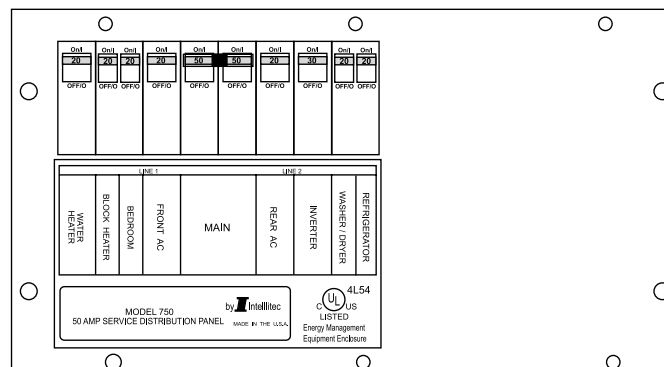 On/I On/I On/I On/I On/I On/I On/I On/I On/I On/I
20 20 20 20 50 50 20 30 20 20
OFF/O OFF/O OFF/O OFF/O OFF/O OFF/O OFF/O OFF/O OFF/O OFF/O
LINE 1 LINE 2
WATER
HEATER
BLOCK HEATER
BEDROOM
FRONT AC
MAIN
REAR AC
INVERTER
WASHER / DRYER
REFRIGERATOR
MODEL 750
50 AMP SERVICE DISTRIBUTION PANEL
by Intellitec
MADE IN THE U.S.A.
4L54
C UL US
LISTED
Energy Management
Equipment Enclosure